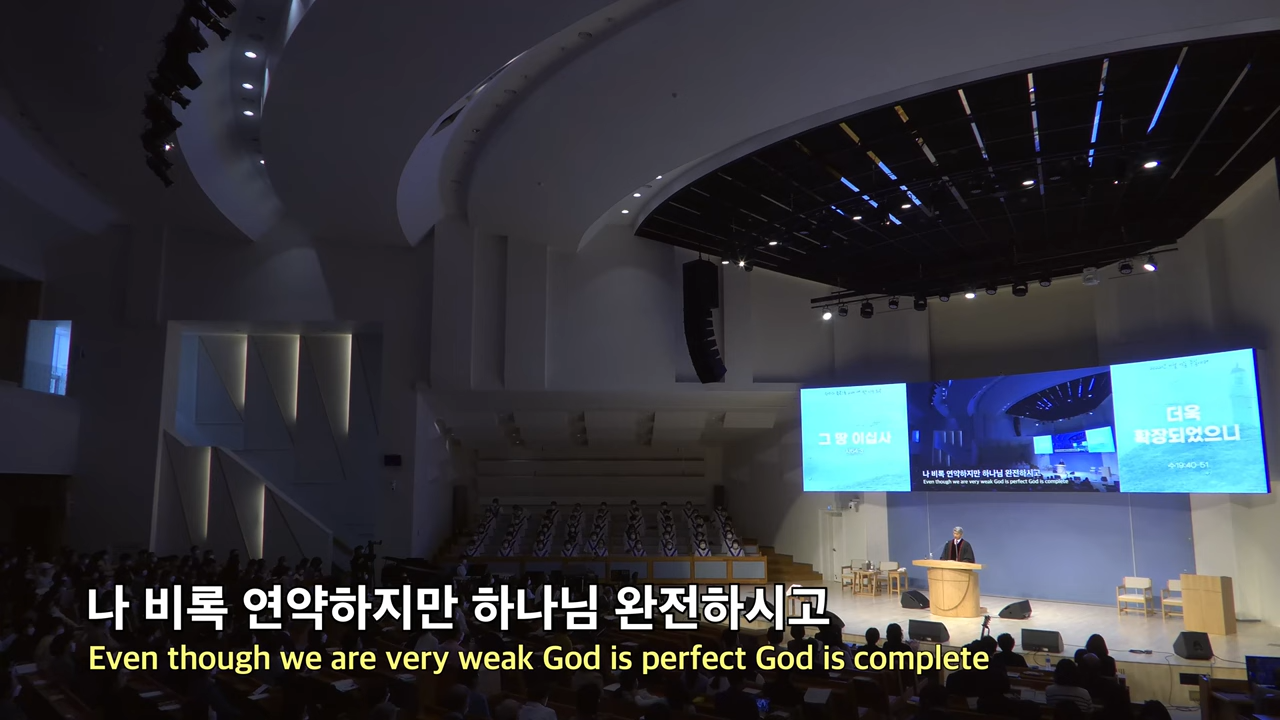 그 땅 이십사
더욱
확장되었으니
수19:40-51
나 비록 연약하지만 하나님 완전하시고
Even though we are very weak God is perfect God is complete
나 비록 연약하지만 하나님 완전하시고
Even though we are very weak God is perfect God is complete